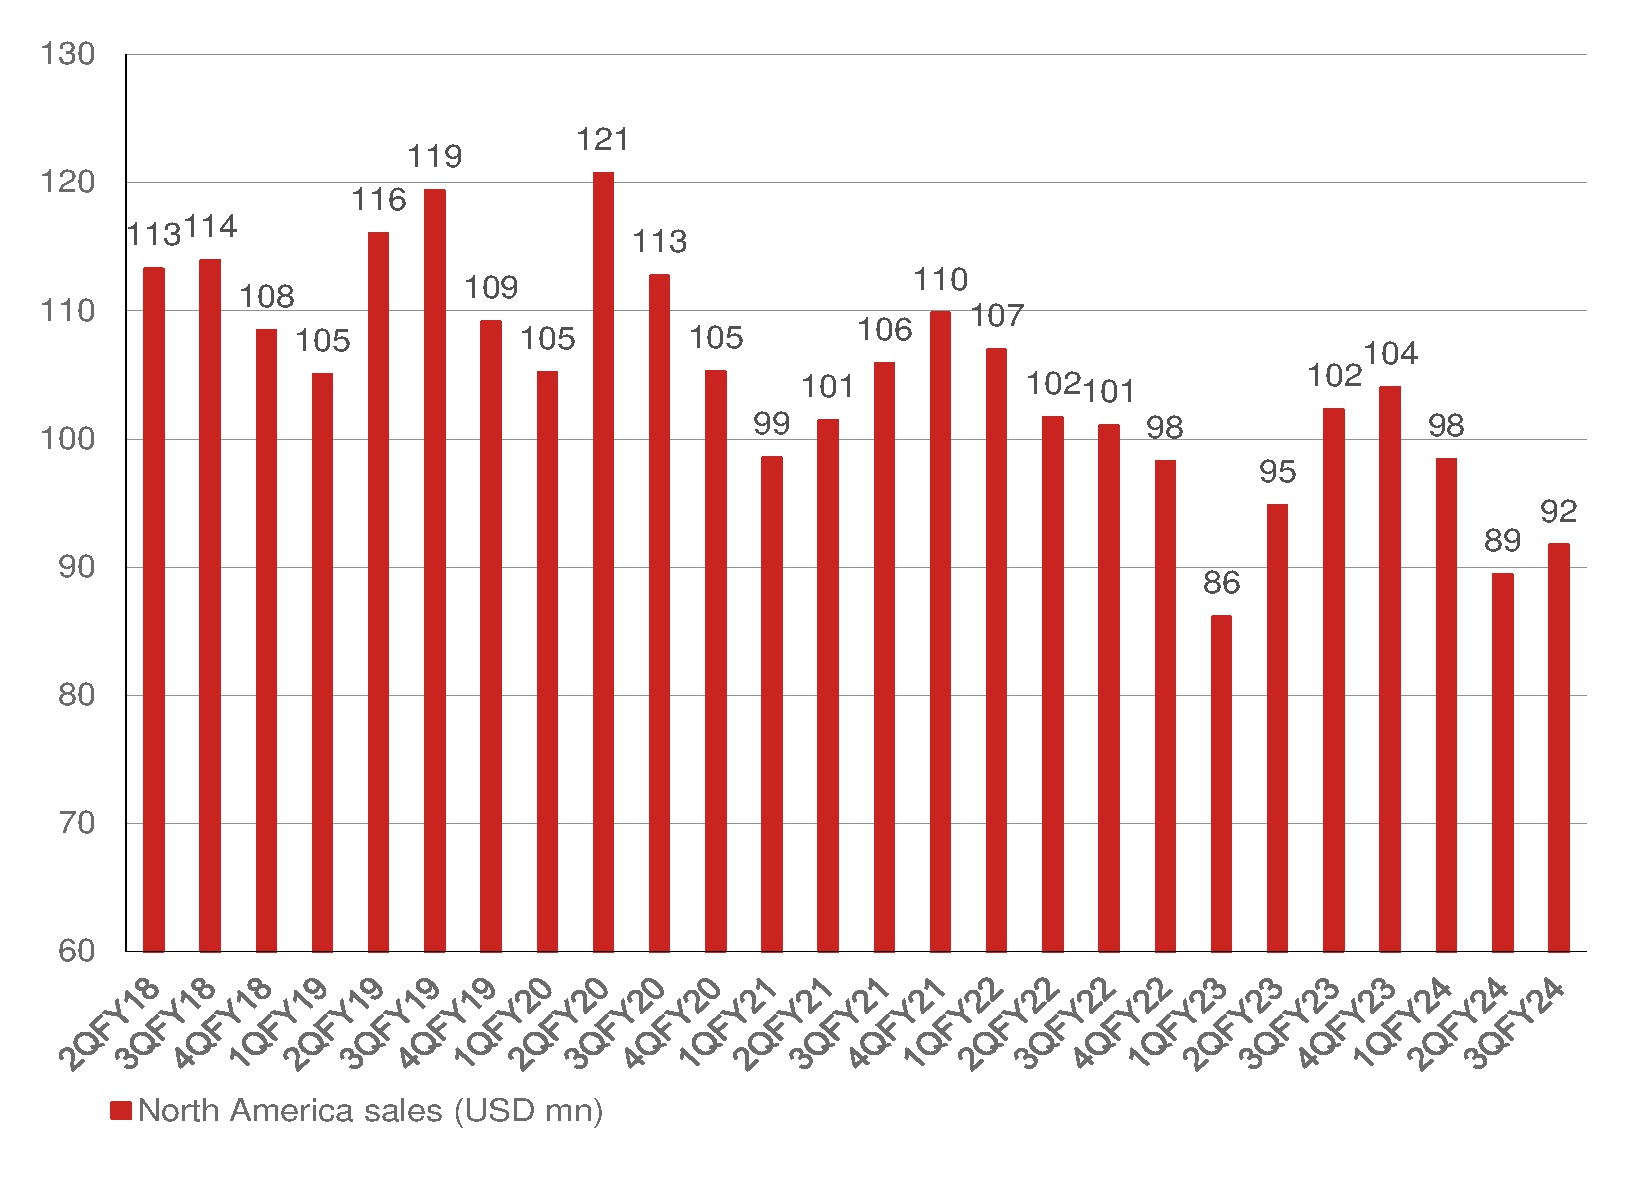 130
120
110
100
90
80
70
60
113
114
108
105
116
119
109
105
121
113
105
99
101
106
110
107
102
101
98
86
95
102
104
98
89
92
2QFY18
3QFY18
4QFY18
1QFY19
2QFY19
3QFY19
4QFY19
1QFY20
2QFY20
3QFY20
4QFY20
1QFY21
2QFY21
3QFY21
4QFY21
1QFY22
2QFY22
3QFY22
4QFY22
1QFY23
2QFY23
3QFY23
4QFY23
1QFY24
2QFY24
3QFY24
North America sales (USD mn)